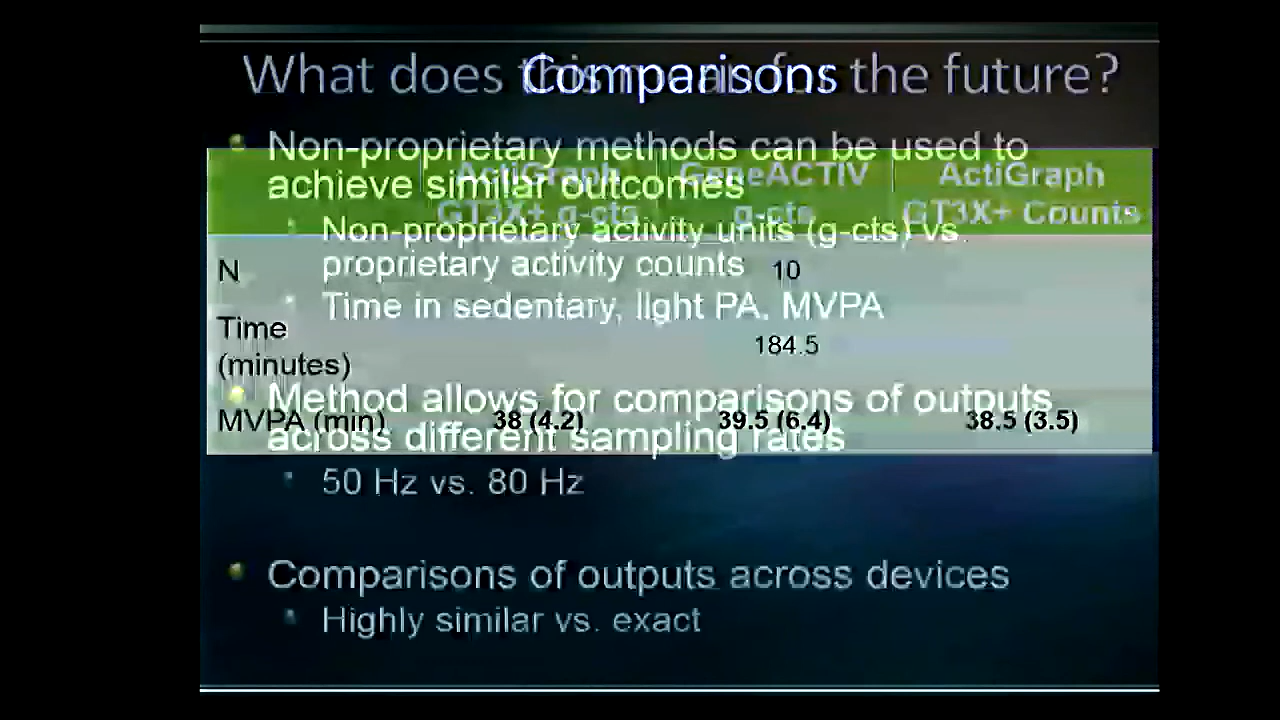 What does this mean for the future?
Non-proprietary methods can be used to
achieve similar outcomes
Non-proprietary activity units (g-cts) vs.
proprietary activity counts
Time in sedentary, light PA, MVPA
Method allows for comparisons of outputs
across different sampling rates
50 Hz vs. 80 Hz
Comparisons of outputs across devices
Highly similar vs. exact
Comparisons
ActiGraph GeneACTIV ActiGraph
GT3X+ g-cts g-cts GT3X+ Counts
N 10
Time
(minutes) 184.5
MVPA (min) 38 (4.2) 39.5 (6.4) 38.5 (3.5)